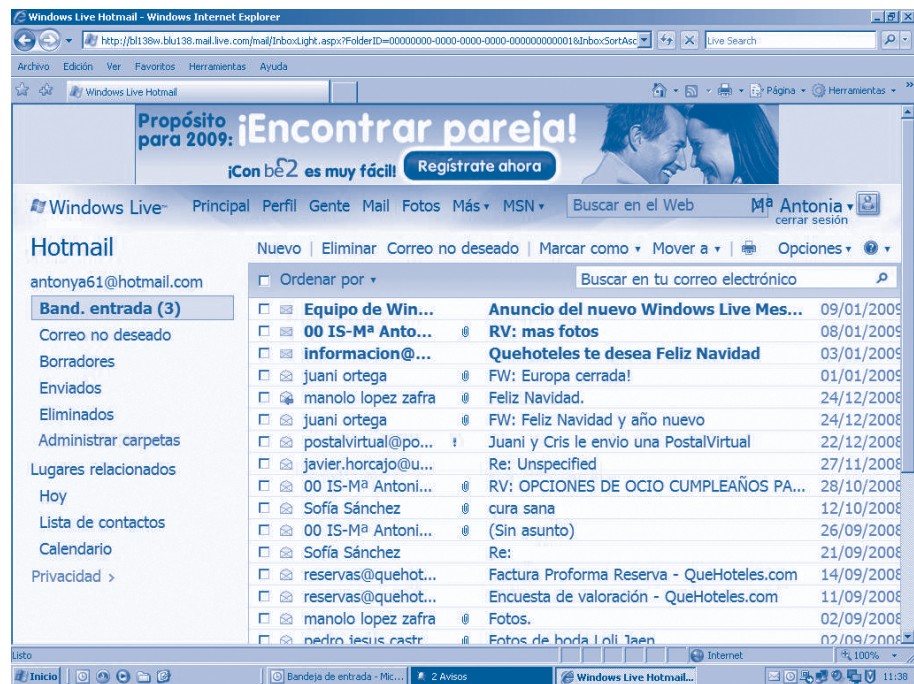 Windows Live Hotmail - Windows Internet Explorer
http://bl138w.blu138.mail.live.com/mail/InboxLight.aspx?FolderID=00000000-0000-0000-0000-000000000001&InboxSortAsc Live Search
Archivo Edición Ver Favoritos Herramientas Ayuda
Windows Live Hotmail Página Herramientas
Propósito para 2009: ¡Encontrar pareja!
¡Con be2 es muy fácil! Regístrate ahora
Windows Live™ Principal Perfil Gente Mail Fotos Más MSN Buscar en el Web Mª Antonia
cerrar sesión
Hotmail Nuevo | Eliminar Correo no deseado | Marcar como Mover a | Opciones
antonya61@hotmail.com Ordenar por Buscar en tu correo electrónico
Band. entrada (3) Equipo de Win... Anuncio del nuevo Windows Live Mes... 09/01/2009
Correo no deseado 00 IS-Mª Anto... RV: mas fotos 08/01/2009
Borradores informacion@... Quehoteles te desea Feliz Navidad 03/01/2009
Enviados juani ortega FW: Europa cerrada! 01/01/2009
manolo lopez zafra Feliz Navidad. 24/12/2008
Eliminados juani ortega FW: Feliz Navidad y año nuevo 24/12/2008
Administrar carpetas postalvirtual@po... ! Juani y Cris le envio una PostalVirtual 22/12/2008
Lugares relacionados javier.horcajo@u... Re: Unspecified 27/11/2008
Hoy 00 IS-Mª Antoni... RV: OPCIONES DE OCIO CUMPLEAÑOS PA... 28/10/2008
Lista de contactos Sofía Sánchez cura sana 12/10/2008
00 IS-Mª Antoni... (Sin asunto) 26/09/2008
Calendario Sofía Sánchez Re: 21/09/2008
Privacidad > reservas@quehot... Factura Proforma Reserva - QueHoteles.com 14/09/2008
reservas@quehot... Encuesta de valoración - QueHoteles.com 11/09/2008
manolo lopez zafra Fotos. 02/09/2008
pedro jesus castr Fotos de boda Loli Jaen 02/09/2008
Listo Internet 100%
Inicio Bandeja de entrada - Mic... 2 Avisos Windows Live Hotmail... 11:38